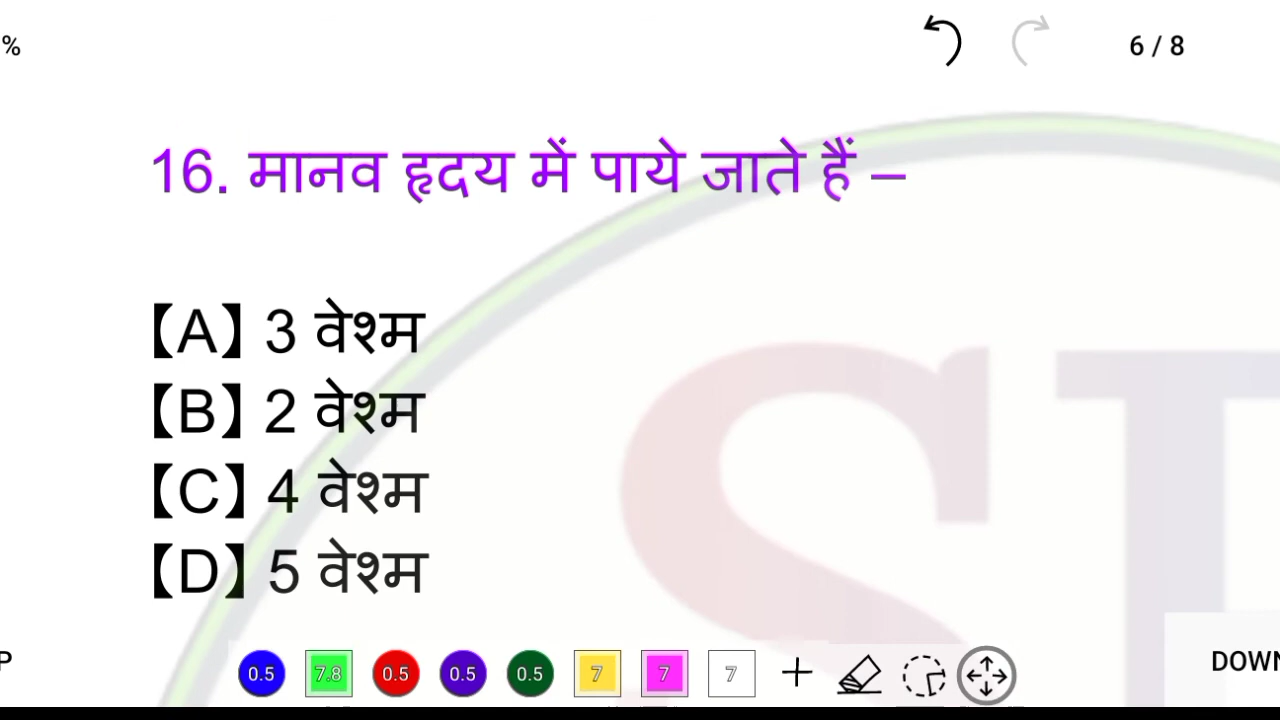 %
6 / 8
16. मानव हृदय में पाये जाते हैं –
【A】 3 वेश्म
【B】 2 वेश्म
【C】 4 वेश्म
【D】 5 वेश्म
P
0.5 7.8 0.5 0.5 0.5 7 7 7